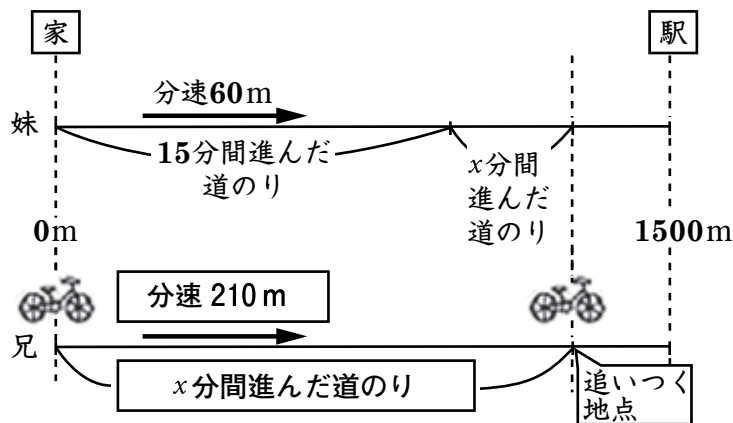 家
駅
分速60m
妹
15分間進んだ
道のり
x分間
進んだ
道のり
0m
1500m
分速 210 m
兄
x分間進んだ道のり
追いつく
地点